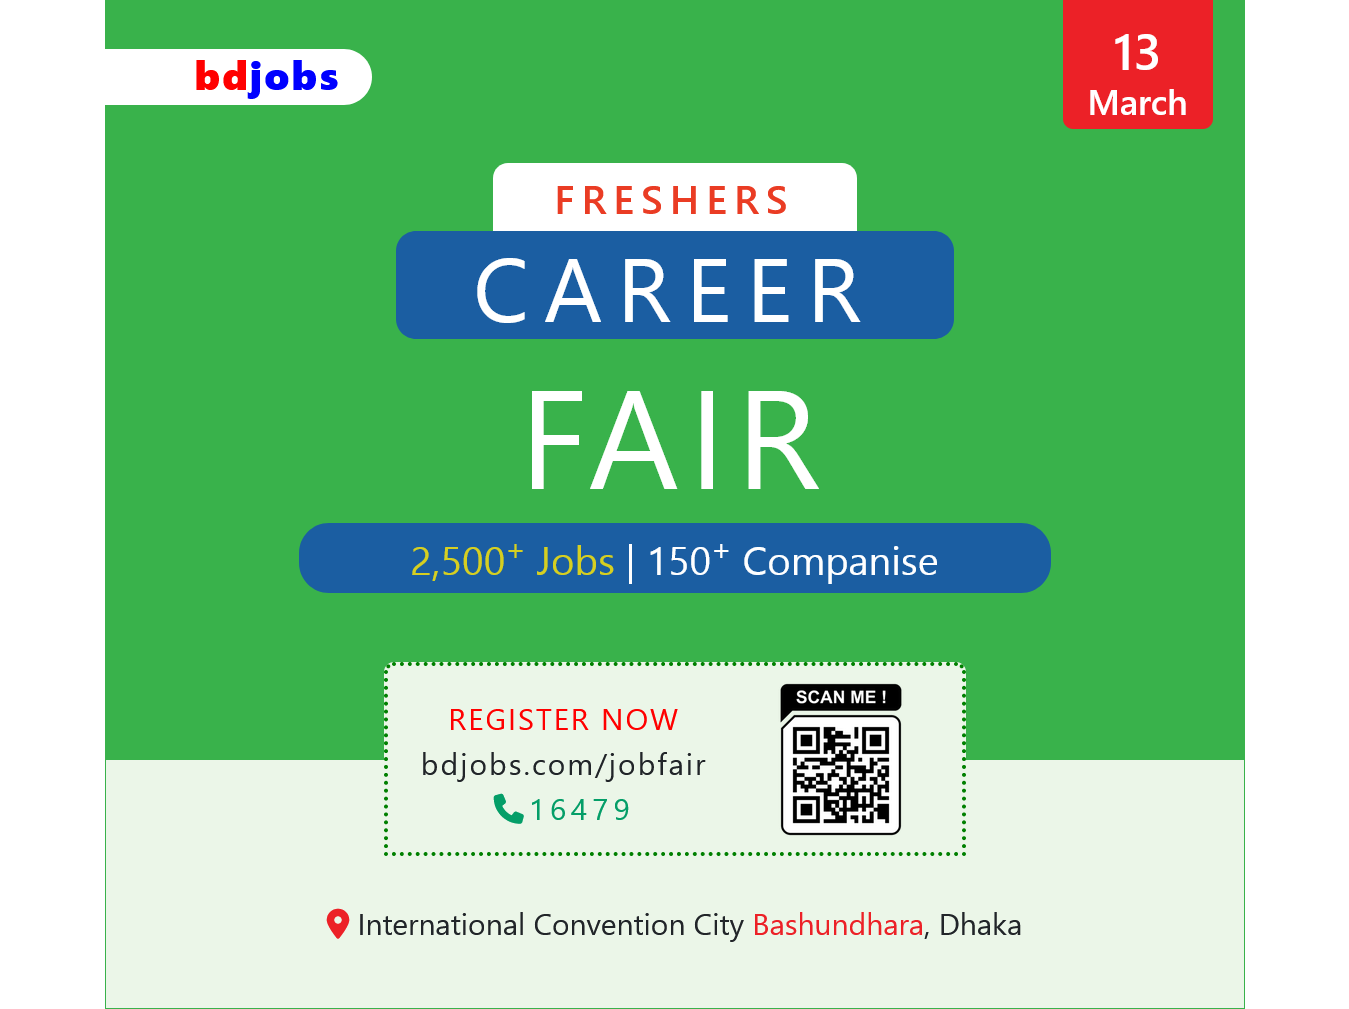 bdjobs
13
March
FRESHERS
CAREER
FAIR
2,500+ Jobs | 150+ Companise
REGISTER NOW
bdjobs.com/jobfair
16479
SCAN ME !
International Convention City Bashundhara, Dhaka